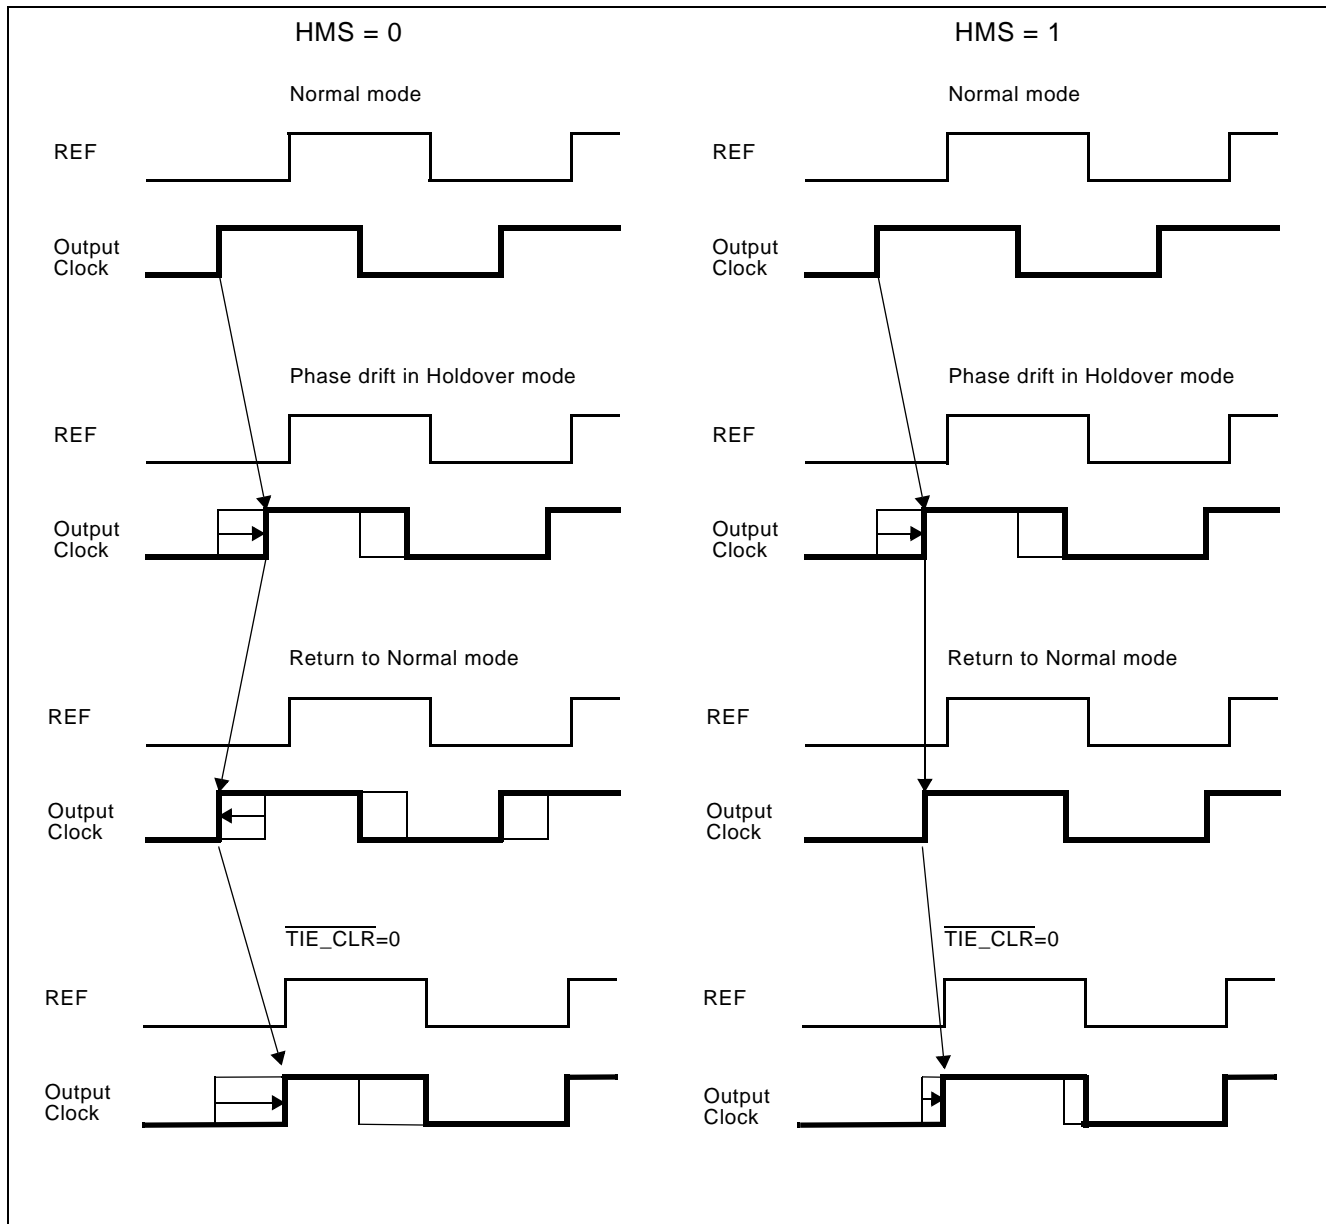 HMS = 0
Normal mode
REF
Output
Clock
Phase drift in Holdover mode
REF
Output
Clock
Return to Normal mode
REF
Output
Clock
TIE_CLR=0
REF
Output
Clock
HMS = 1
Normal mode
REF
Output
Clock
Phase drift in Holdover mode
REF
Output
Clock
Return to Normal mode
REF
Output
Clock
TIE_CLR=0
REF
Output
Clock